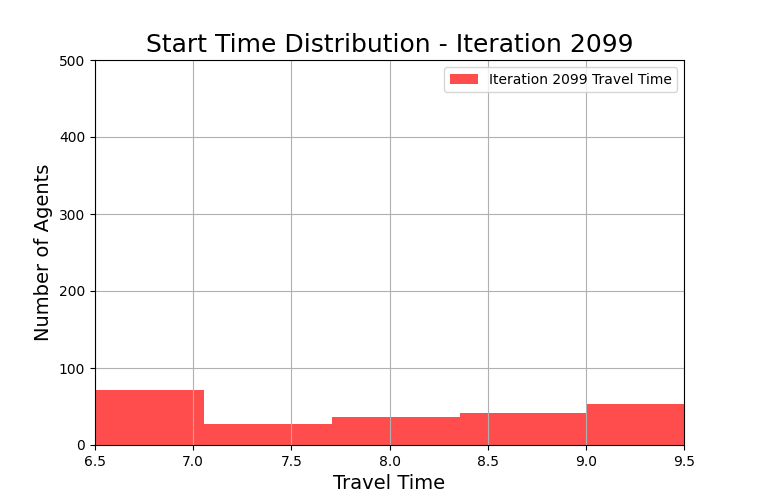 Start Time Distribution - Iteration 2099
500
Iteration 2099 Travel Time
400
300
200
100
0
Number of Agents
6.5 7.0 7.5 8.0 8.5 9.0 9.5
Travel Time